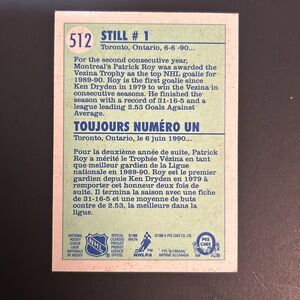 512
STILL # 1
Toronto, Ontario, 6-6 -90...
For the second consecutive year,
Montreal's Patrick Roy was awarded the
Vezina Trophy as the top NHL goalie for
1989-90. Roy is the first goalie since
Ken Dryden in 1979 to win the Vezina in
consecutive seasons. He finished the
season with a record of 31-16-5 and a
league leading 2.53 Goals Against
Average.
TOUJOURS NUMÉRO UN
Toronto, Ontario, le 6 juin 1990...
Pour la deuxième année de suite, Patrick
Roy a mérité le Trophée Vézina en tant que
meilleur gardien de but de la Ligue
nationale en 1989-90. Roy est le premier
gardien depuis Ken Dryden en 1979 à
remporter cet honneur deux fois de
suite. Il termina la saison avec une fiche
de 31-16-5 et une moyenne de buts
contre de 2.53, la meilleure dans la
ligue.
NHL
NHLPA
O-PEE-CHEE